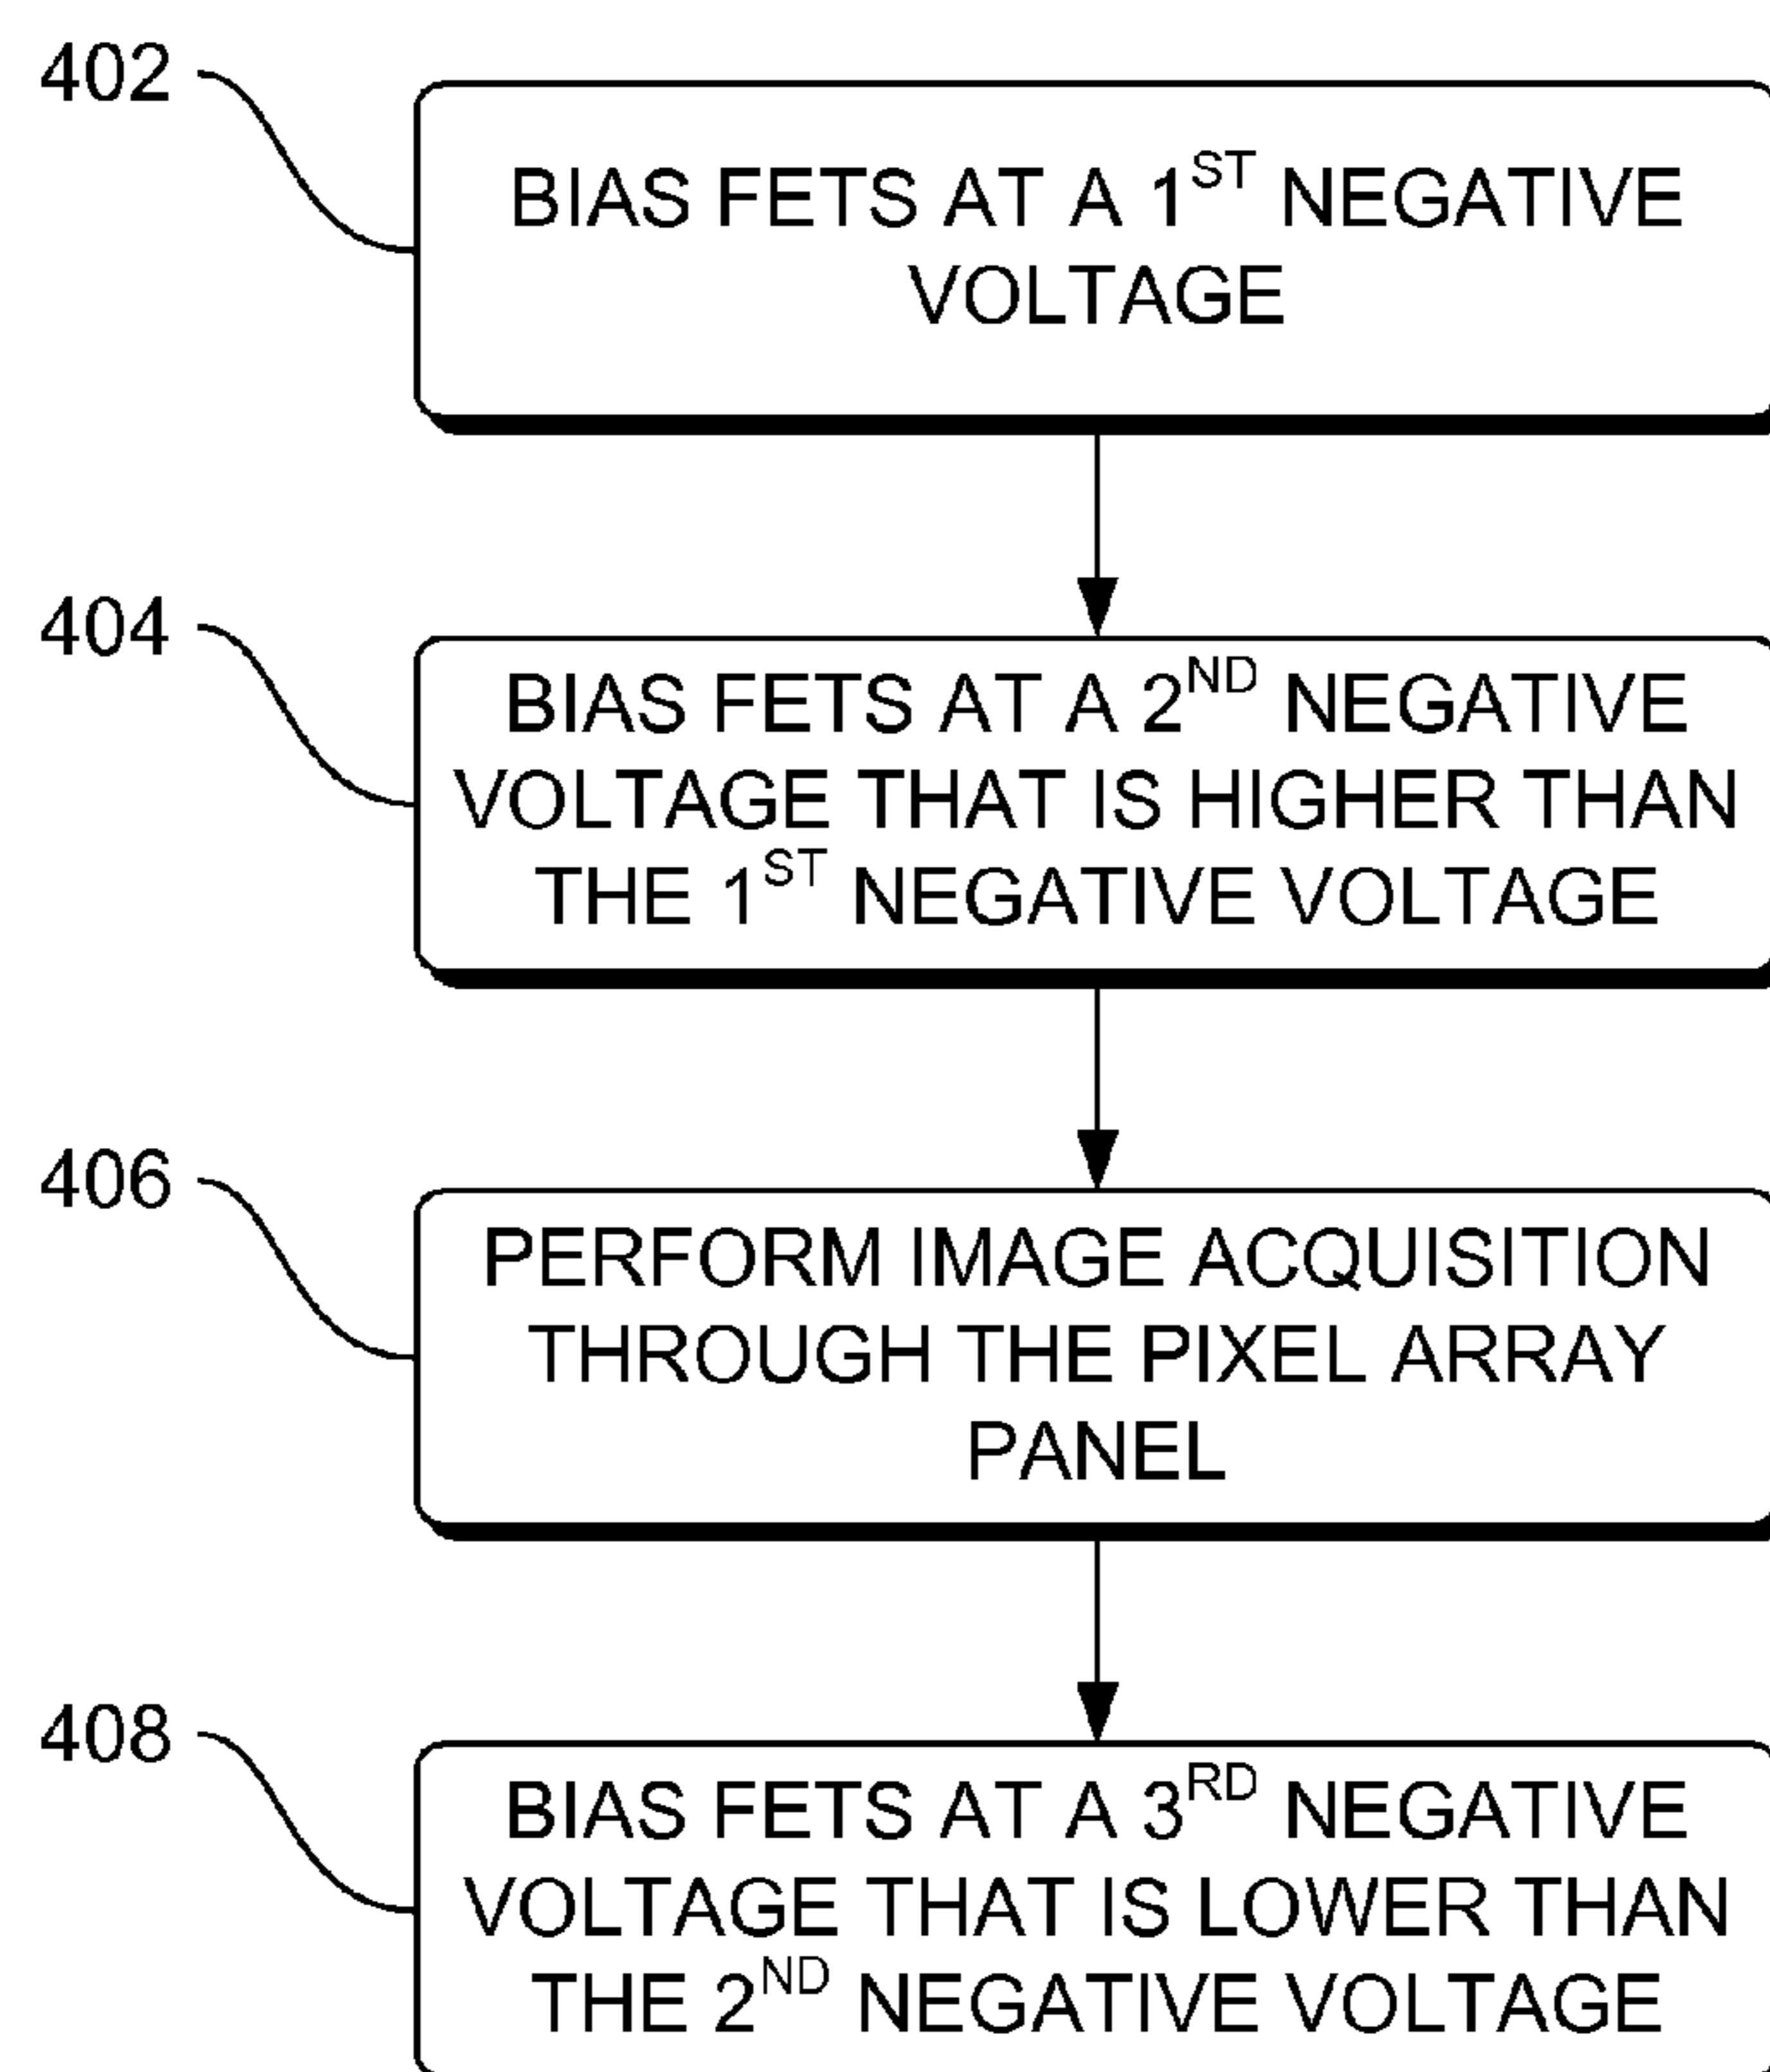 402
BIAS FETS AT A 1ST NEGATIVE
VOLTAGE
404
BIAS FETS AT A 2ND NEGATIVE
VOLTAGE THAT IS HIGHER THAN
THE 1ST NEGATIVE VOLTAGE
406
PERFORM IMAGE ACQUISITION
THROUGH THE PIXEL ARRAY
PANEL
408
BIAS FETS AT A 3RD NEGATIVE
VOLTAGE THAT IS LOWER THAN
THE 2ND NEGATIVE VOLTAGE